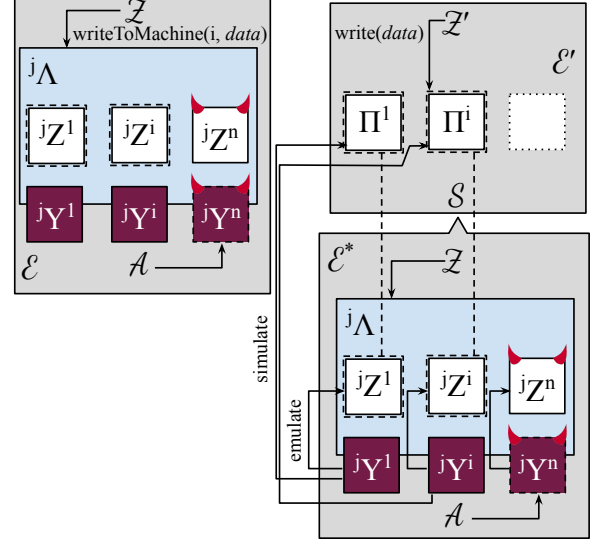 𝒵
writeToMachine(i, data)
ʲΛ
ʲZ¹ ʲZⁱ ʲZⁿ
ʲY¹ ʲYⁱ ʲYⁿ
ℰ 𝒜
write(data) 𝒵′
ℰ′
Π¹ Πⁱ
𝒮
ℰ*
𝒵
ʲΛ
simulate
ʲZ¹ ʲZⁱ ʲZⁿ
emulate
ʲY¹ ʲYⁱ ʲYⁿ
𝒜